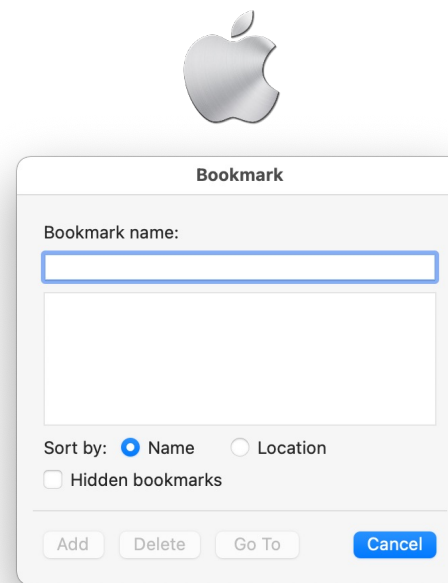 Bookmark
Bookmark name:
Sort by: Name Location
Hidden bookmarks
Add Delete Go To Cancel